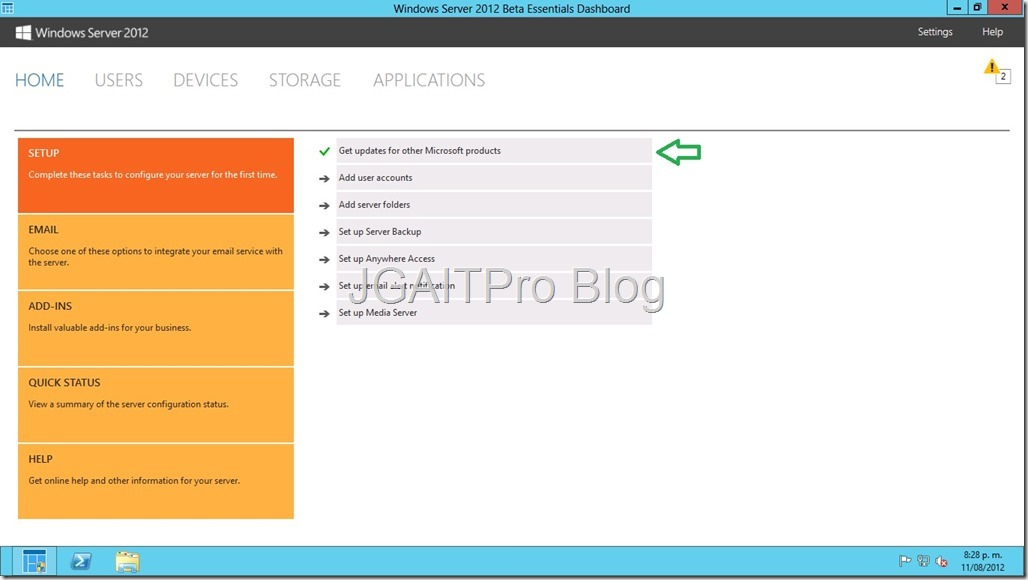 Windows Server 2012 Beta Essentials Dashboard
Windows Server 2012
Settings
Help
HOME
USERS
DEVICES
STORAGE
APPLICATIONS
2
SETUP
Complete these tasks to configure your server for the first time.
EMAIL
Choose one of these options to integrate your email service with
the server.
ADD-INS
Install valuable add-ins for your business.
QUICK STATUS
View a summary of the server configuration status.
HELP
Get online help and other information for your server.
Get updates for other Microsoft products
Add user accounts
Add server folders
Set up Server Backup
Set up Anywhere Access
Set up email alert notification
Set up Media Server
JGAITPro Blog
8:28 p. m.
11/08/2012